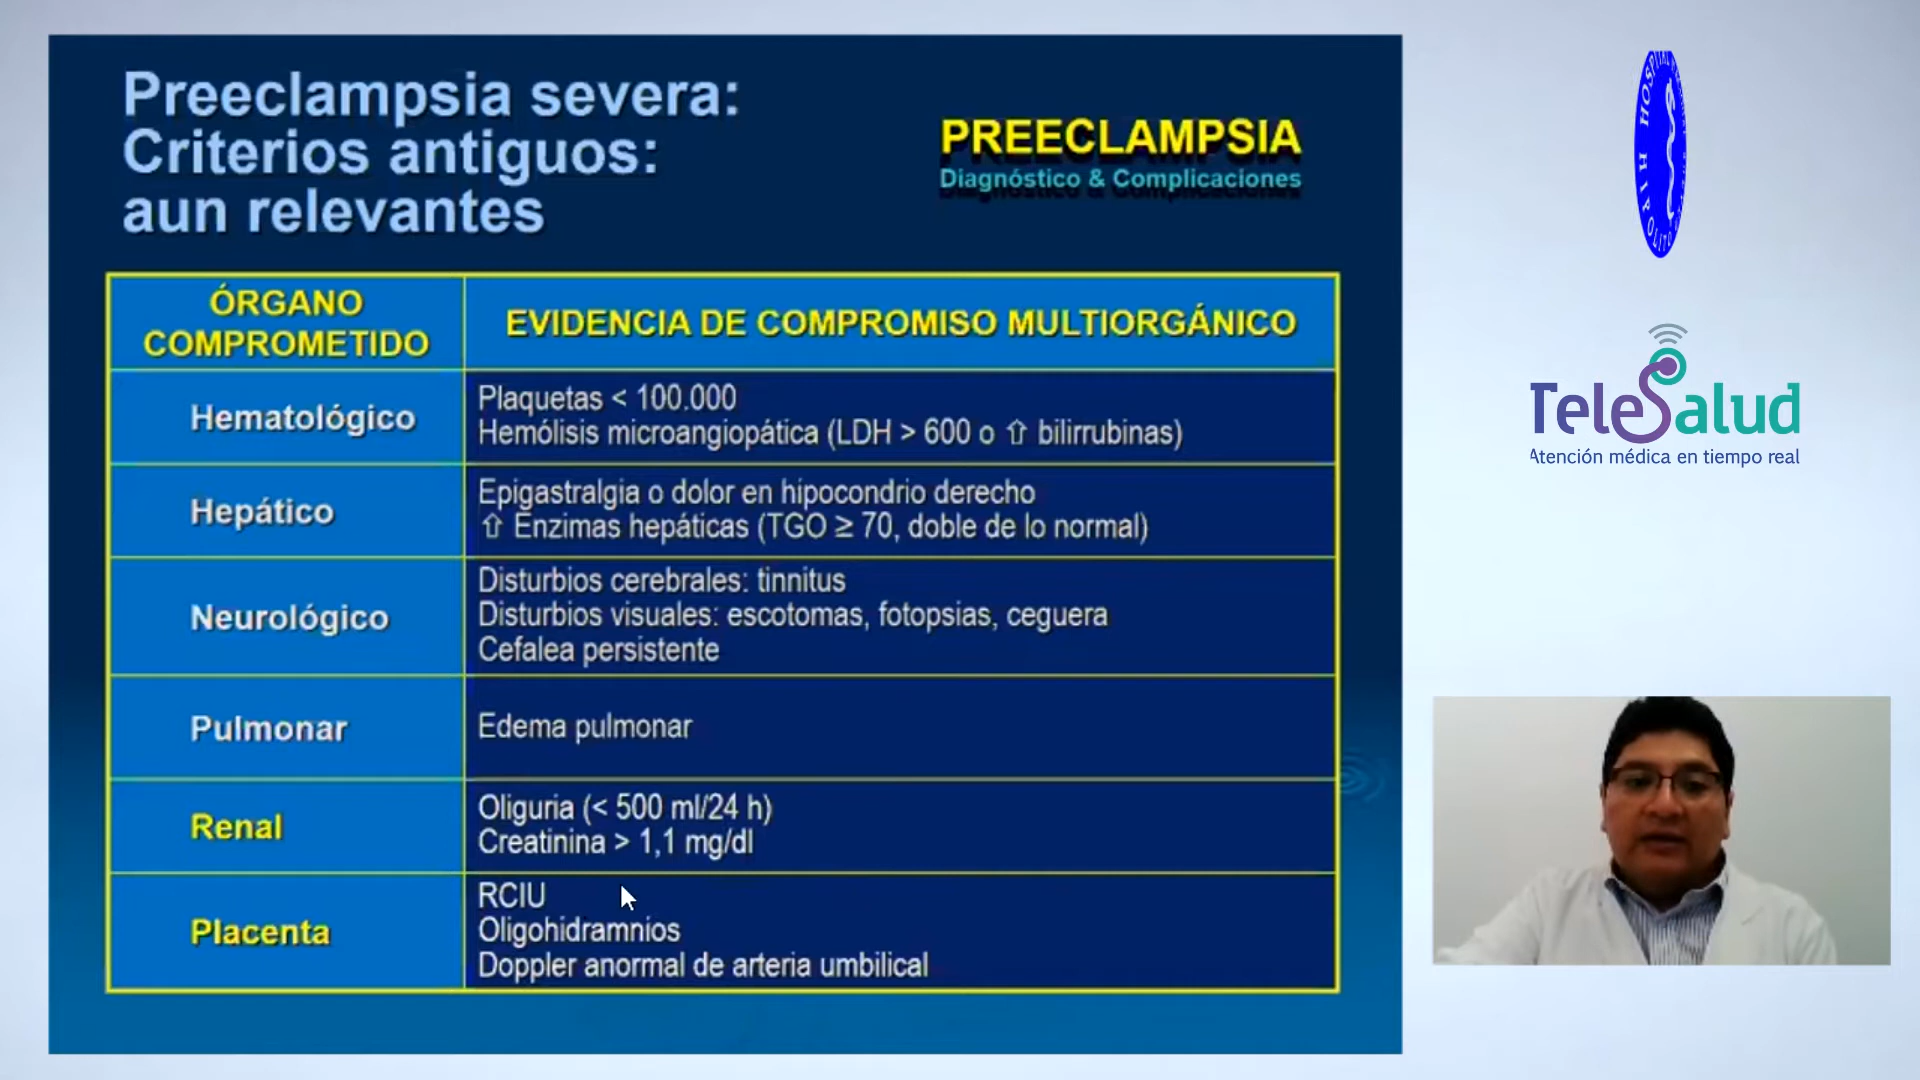 Preeclampsia severa:
Criterios antiguos:
aun relevantes
PREECLAMPSIA
Diagnóstico & Complicaciones
ÓRGANO
COMPROMETIDO
EVIDENCIA DE COMPROMISO MULTIORGÁNICO
Hematológico
Plaquetas < 100.000
Hemólisis microangiopática (LDH > 600 o ⇧ bilirrubinas)
Hepático
Epigastralgia o dolor en hipocondrio derecho
⇧ Enzimas hepáticas (TGO ≥ 70, doble de lo normal)
Neurológico
Disturbios cerebrales: tinnitus
Disturbios visuales: escotomas, fotopsias, ceguera
Cefalea persistente
Pulmonar
Edema pulmonar
Renal
Oliguria (< 500 ml/24 h)
Creatinina > 1,1 mg/dl
Placenta
RCIU
Oligohidramnios
Doppler anormal de arteria umbilical
TeleSalud
Atención médica en tiempo real